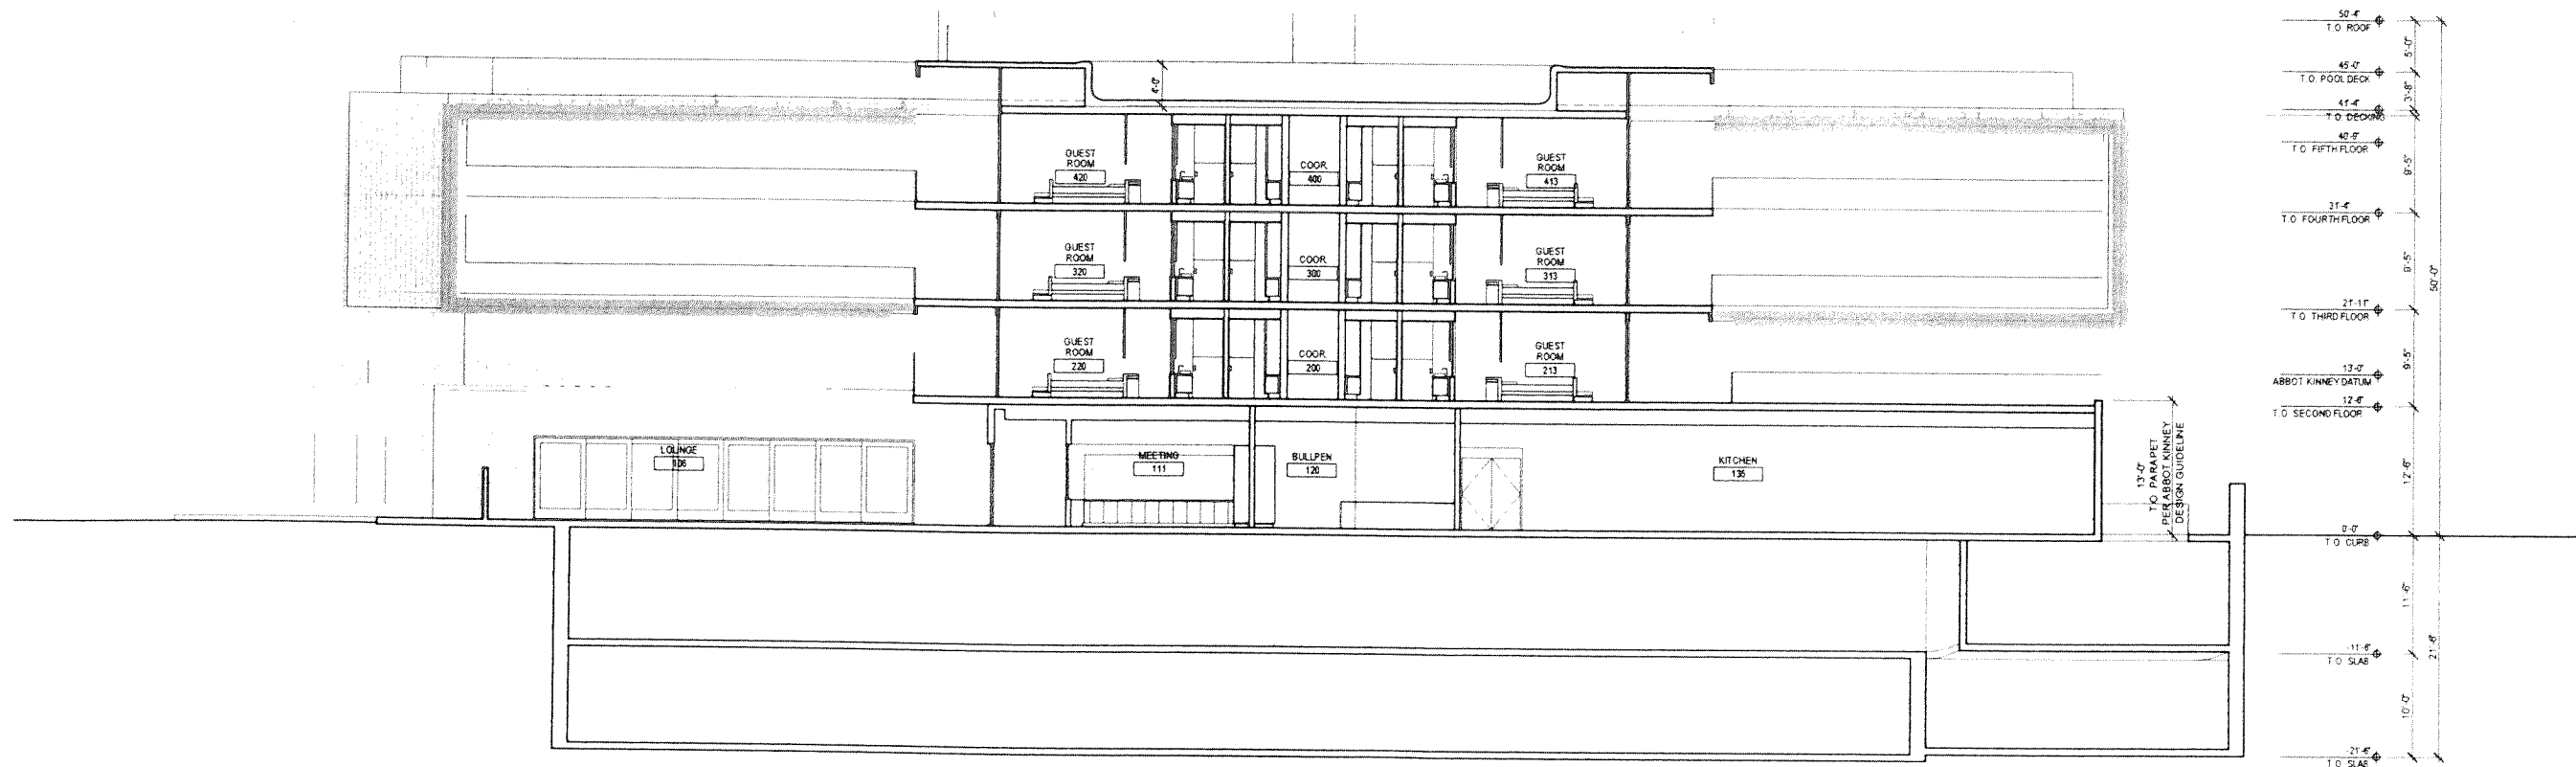 50'-4"
T.O. ROOF
5'-0"
45'-0"
T.O. POOL DECK
3'-8"
41'-4"
T.O. DECKING
40'-9"
T.O. FIFTH FLOOR
9'-5"
31'-4"
T.O. FOURTH FLOOR
9'-5"
50'-0"
21'-11"
T.O. THIRD FLOOR
9'-5"
13'-0"
ABBOT KINNEY DATUM
12'-6"
T.O. SECOND FLOOR
12'-6"
0'-0"
T.O. CURB
11'-6"
-11'-6"
T.O. SLAB
21'-6"
10'-0"
-21'-6"
T.O. SLAB
4'-0"
GUEST
ROOM
420
COOR.
400
GUEST
ROOM
413
GUEST
ROOM
320
COOR.
300
GUEST
ROOM
313
GUEST
ROOM
220
COOR.
200
GUEST
ROOM
213
LOUNGE
106
MEETING
111
BULLPEN
120
KITCHEN
135
13'-0"
T.O. PARAPET
PER ABBOT KINNEY
DESIGN GUIDELINE